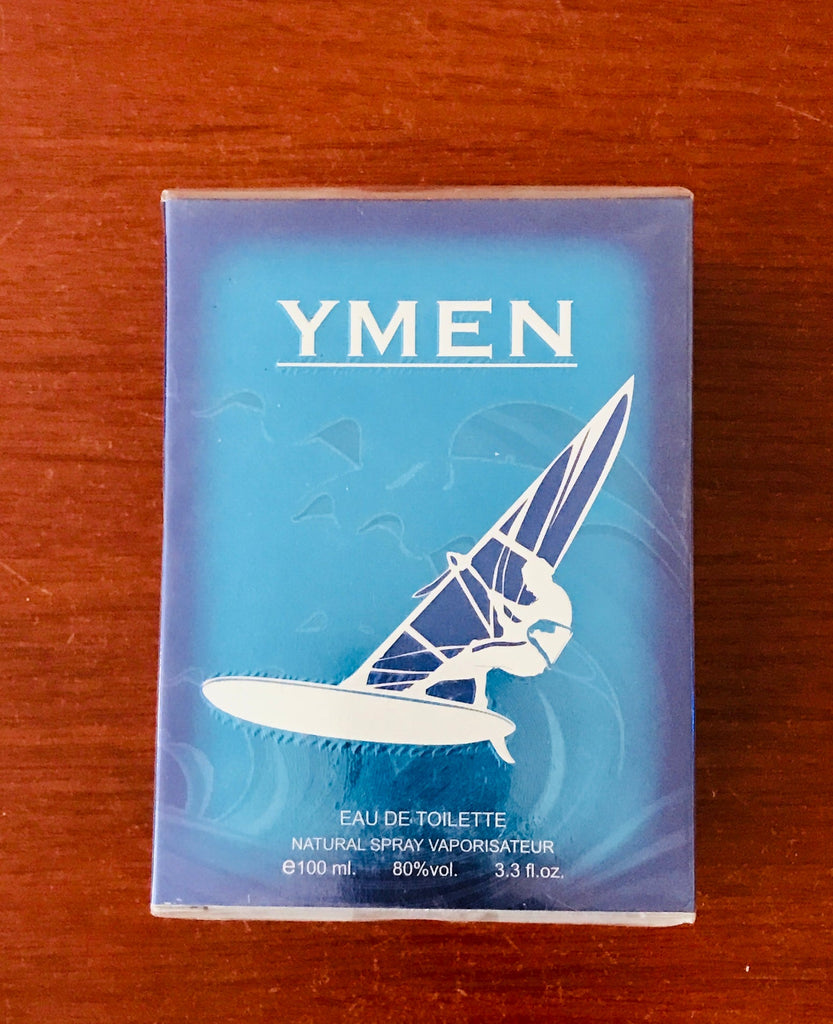 YMEN
EAU DE TOILETTE
NATURAL SPRAY VAPORISATEUR
℮100 ml. 80%vol. 3.3 fl.oz.